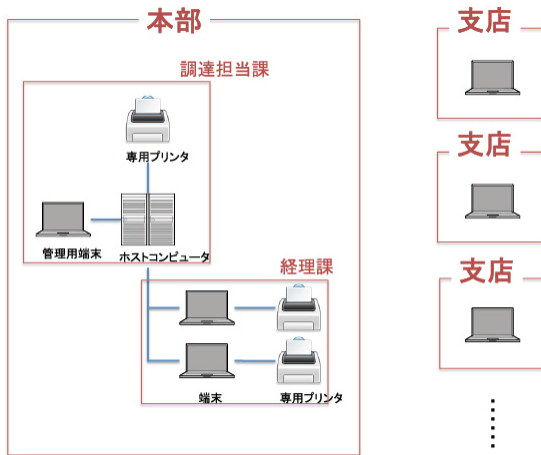 本部
調達担当課
専用プリンタ
管理用端末
ホストコンピュータ
経理課
端末
専用プリンタ
支店
支店
支店